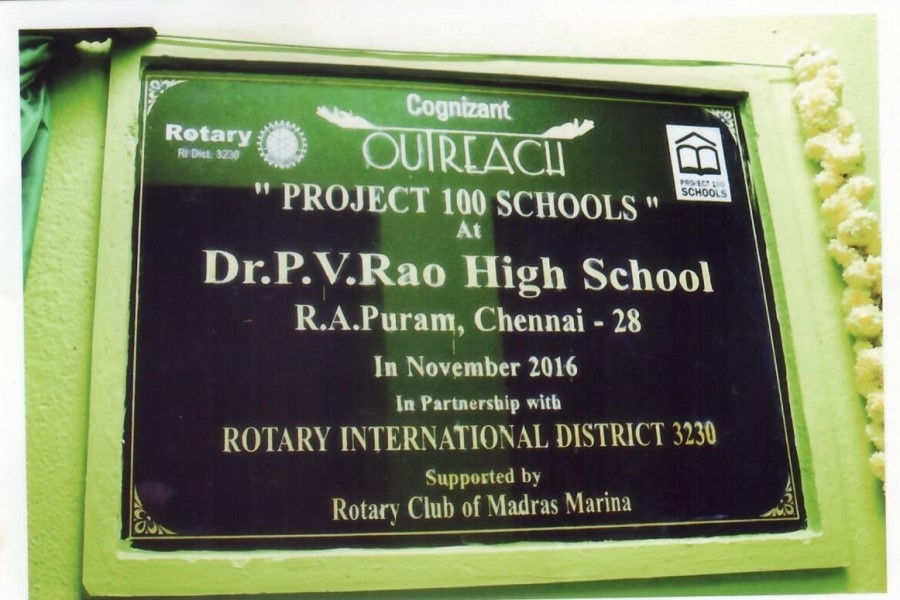 Cognizant
OUTREACH
Rotary
RI Dist. 3230
PROJECT 100
SCHOOLS
" PROJECT 100 SCHOOLS "
At
Dr.P.V.Rao High School
R.A.Puram, Chennai - 28
In November 2016
In Partnership with
ROTARY INTERNATIONAL DISTRICT 3230
Supported by
Rotary Club of Madras Marina